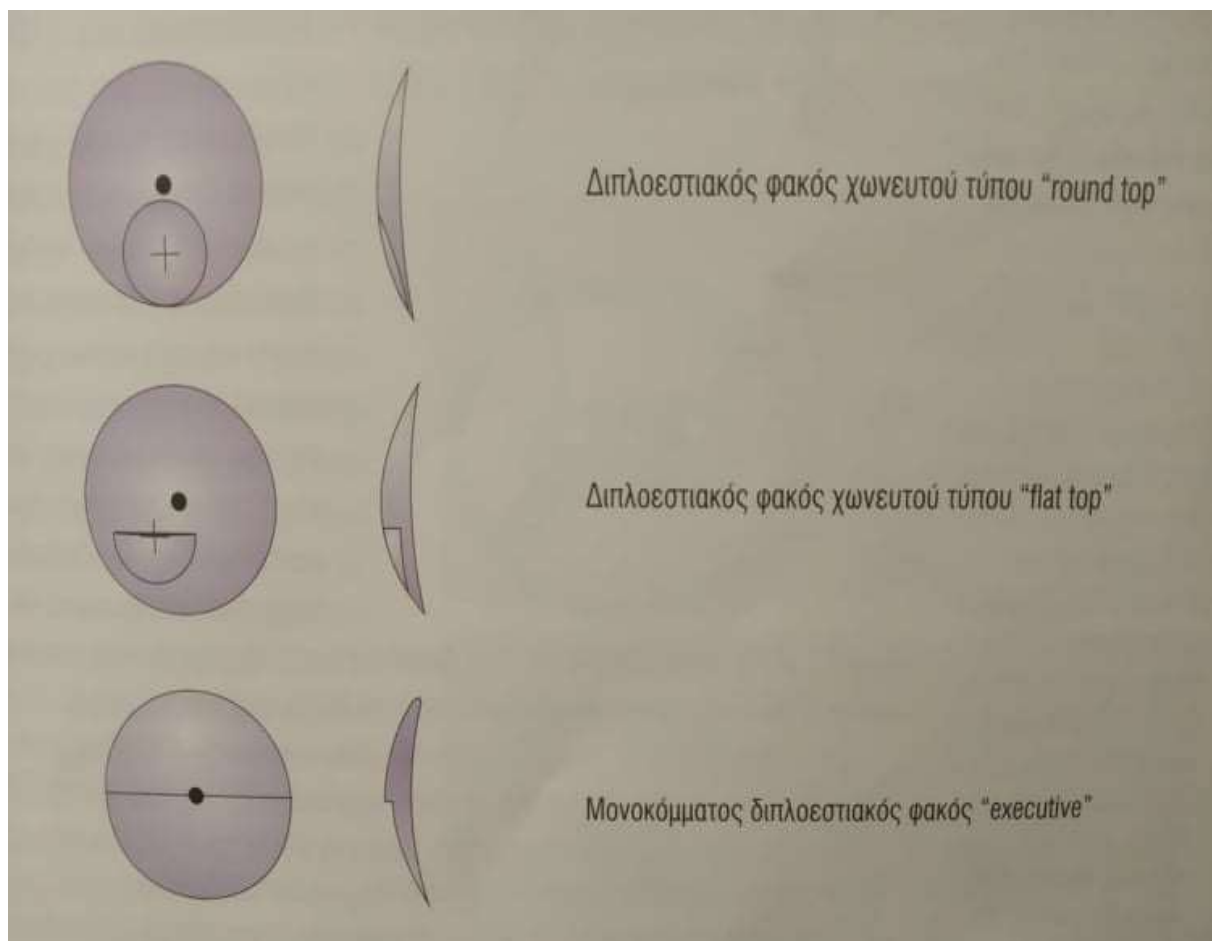 Διπλοεστιακός φακός χωνευτού τύπου “round top”
Διπλοεστιακός φακός χωνευτού τύπου “flat top”
Μονοκόμματος διπλοεστιακός φακός “executive”